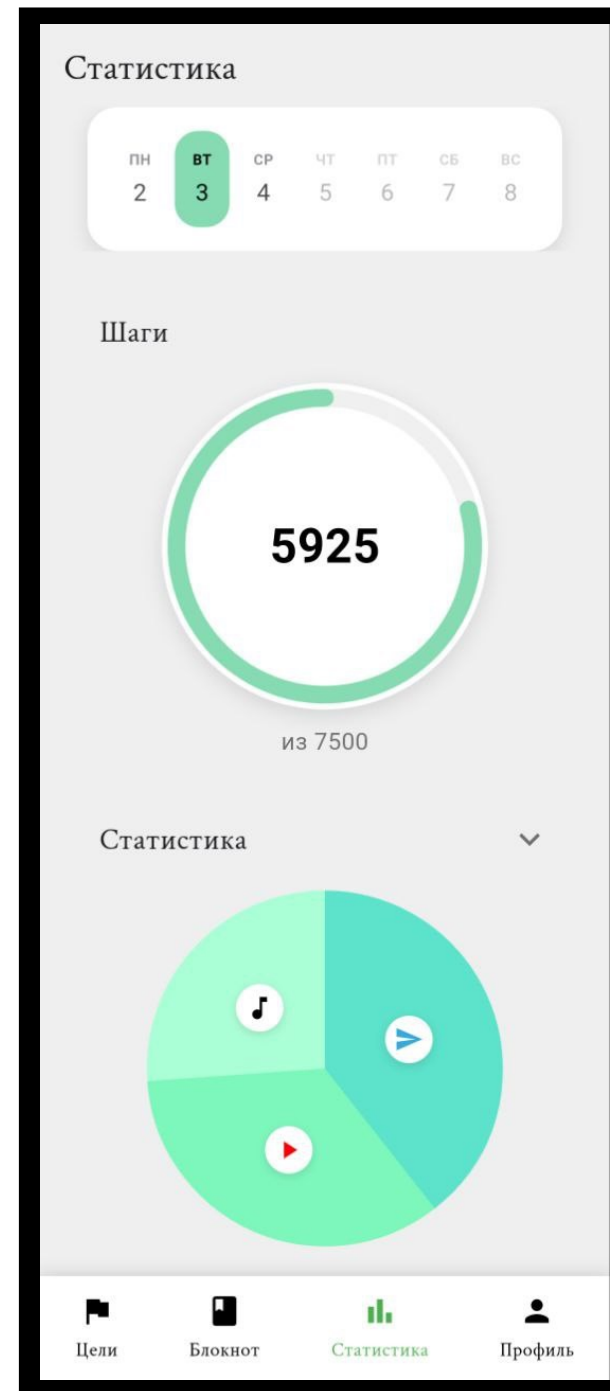 Статистика
ПН ВТ СР ЧТ ПТ СБ ВС
2 3 4 5 6 7 8
Шаги
5925
из 7500
Статистика
Цели Блокнот Статистика Профиль